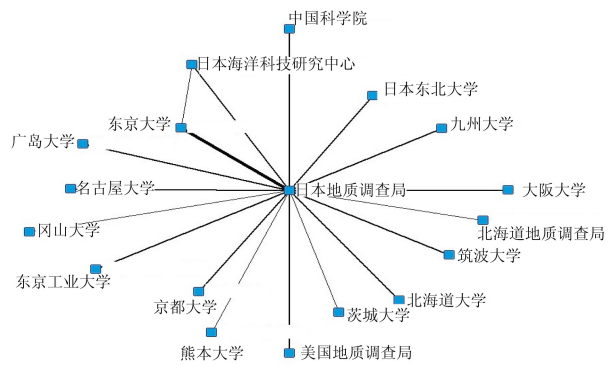 中国科学院
日本海洋科技研究中心
日本东北大学
东京大学
九州大学
广岛大学
名古屋大学
日本地质调查局
大阪大学
冈山大学
北海道地质调查局
筑波大学
东京工业大学
京都大学
北海道大学
茨城大学
熊本大学
美国地质调查局